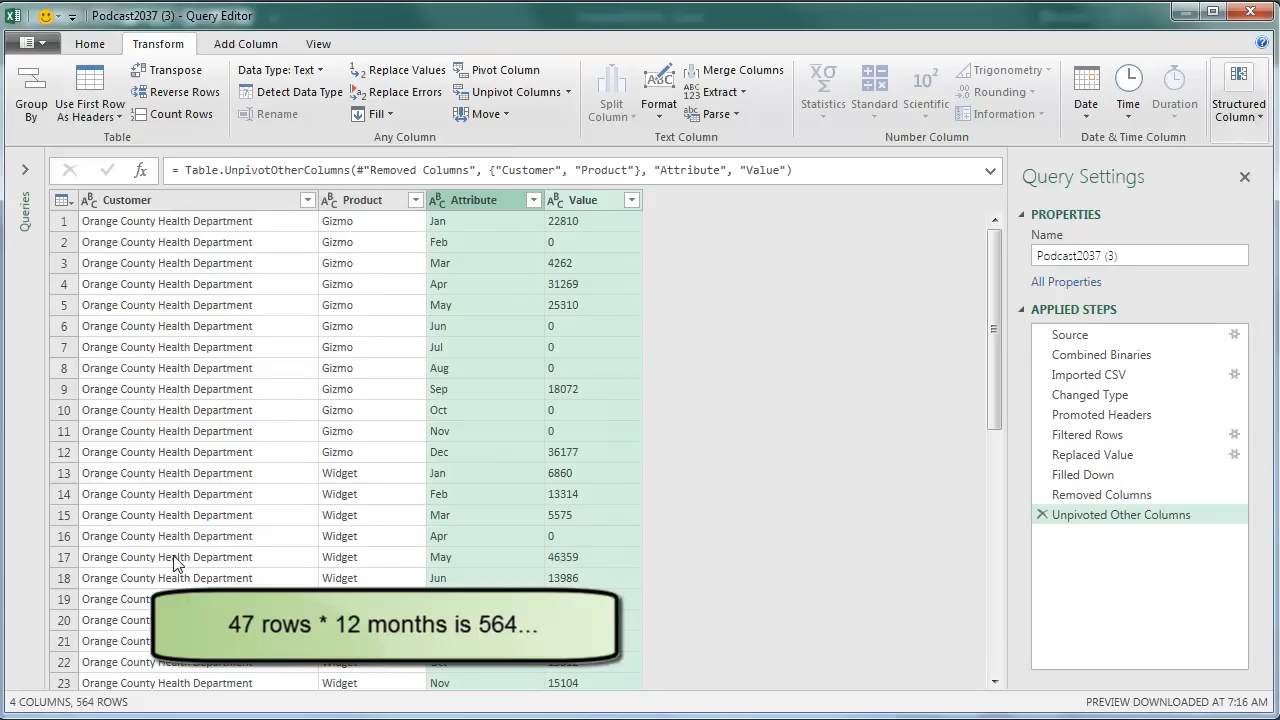 Podcast2037 (3) - Query Editor
Home Transform Add Column View
Group By
Use First Row As Headers
Transpose
Reverse Rows
Count Rows
Table
Data Type: Text
Detect Data Type
Rename
Replace Values
Replace Errors
Fill
Pivot Column
Unpivot Columns
Move
Any Column
Split Column
Format
Merge Columns
Extract
Parse
Text Column
Statistics
Standard
Scientific
Trigonometry
Rounding
Information
Number Column
Date
Time
Duration
Date & Time Column
Structured Column
= Table.UnpivotOtherColumns(#"Removed Columns", {"Customer", "Product"}, "Attribute", "Value")
Queries
Customer Product Attribute Value
1 Orange County Health Department Gizmo Jan 22810
2 Orange County Health Department Gizmo Feb 0
3 Orange County Health Department Gizmo Mar 4262
4 Orange County Health Department Gizmo Apr 31269
5 Orange County Health Department Gizmo May 25310
6 Orange County Health Department Gizmo Jun 0
7 Orange County Health Department Gizmo Jul 0
8 Orange County Health Department Gizmo Aug 0
9 Orange County Health Department Gizmo Sep 18072
10 Orange County Health Department Gizmo Oct 0
11 Orange County Health Department Gizmo Nov 0
12 Orange County Health Department Gizmo Dec 36177
13 Orange County Health Department Widget Jan 6860
14 Orange County Health Department Widget Feb 13314
15 Orange County Health Department Widget Mar 5575
16 Orange County Health Department Widget Apr 0
17 Orange County Health Department Widget May 46359
18 Orange County Health Department Widget Jun 13986
19 Orange
20 Orange
21 Orange
22 Orange
23 Orange County Health Department Widget Nov 15104
47 rows * 12 months is 564...
4 COLUMNS, 564 ROWS
Query Settings
PROPERTIES
Name
Podcast2037 (3)
All Properties
APPLIED STEPS
Source
Combined Binaries
Imported CSV
Changed Type
Promoted Headers
Filtered Rows
Replaced Value
Filled Down
Removed Columns
Unpivoted Other Columns
PREVIEW DOWNLOADED AT 7:16 AM